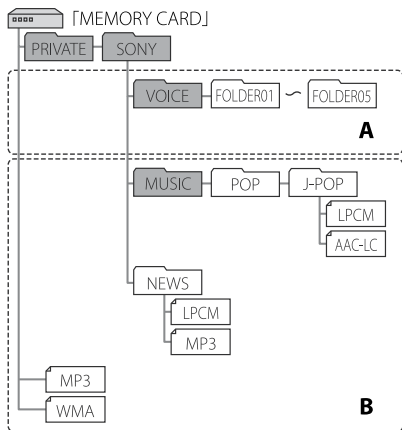 「MEMORY CARD」
PRIVATE SONY
VOICE FOLDER01 ～ FOLDER05
A
MUSIC POP J-POP
LPCM
AAC-LC
NEWS
LPCM
MP3
MP3
WMA
B